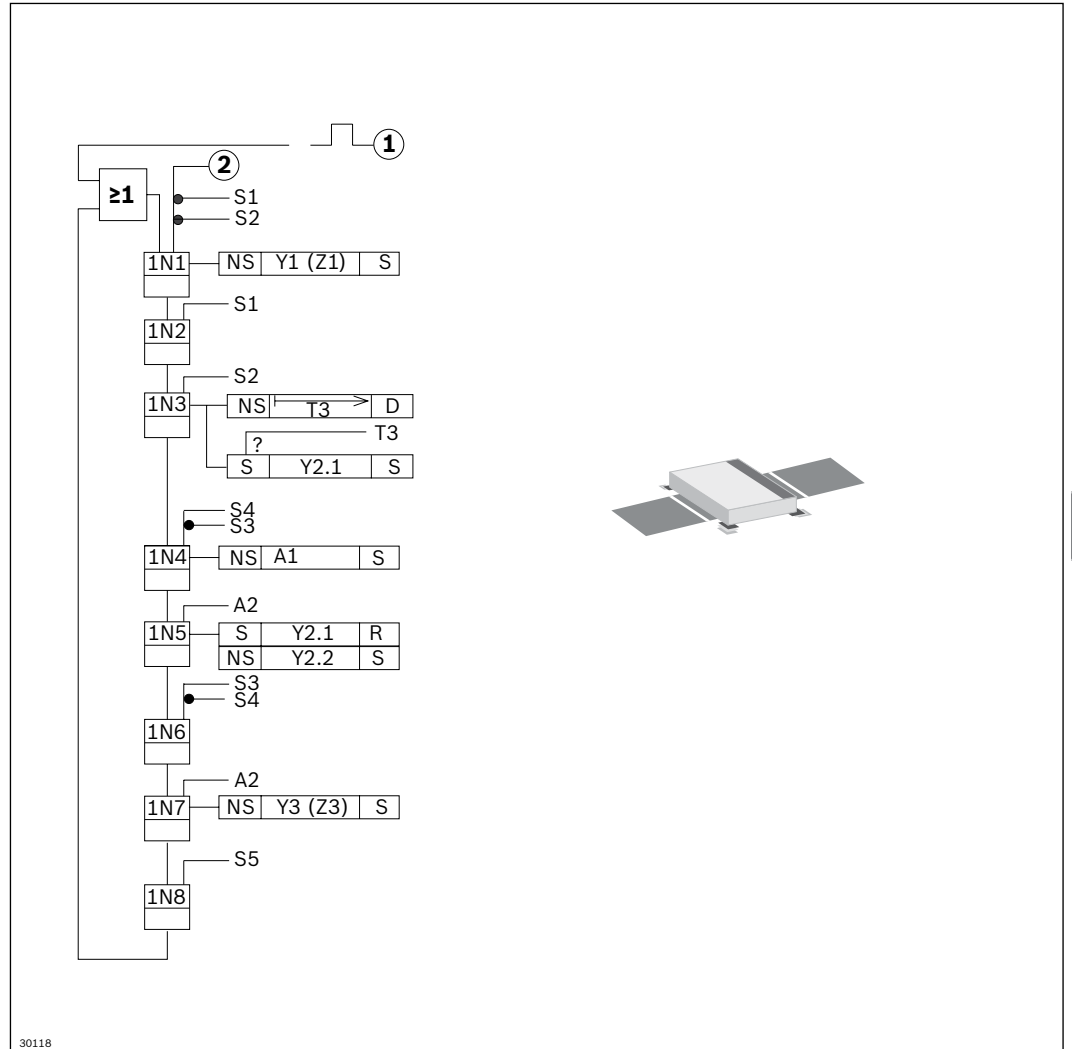 1
2
≥1
S1
S2
1N1 NS Y1 (Z1) S
S1
1N2
S2
1N3 NS T3 D
T3
?
S Y2.1 S
S4
S3
1N4 NS A1 S
A2
1N5 S Y2.1 R
NS Y2.2 S
S3
S4
1N6
A2
1N7 NS Y3 (Z3) S
S5
1N8
30118